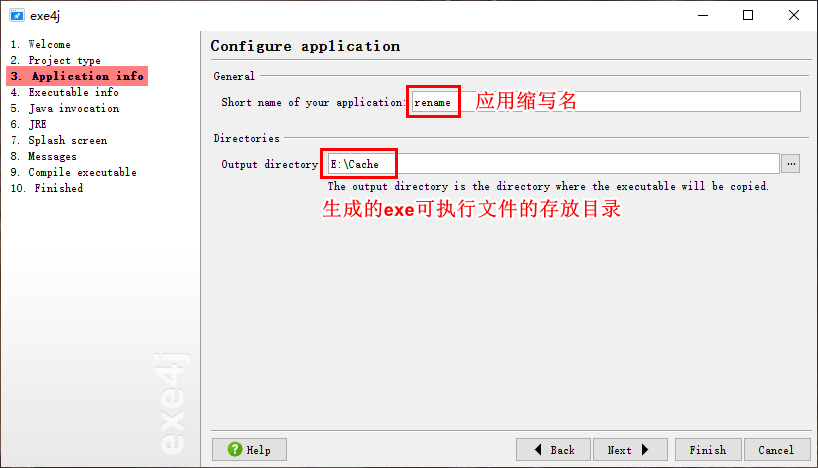 exe4j
1. Welcome
2. Project type
3. Application info
4. Executable info
5. Java invocation
6. JRE
7. Splash screen
8. Messages
9. Compile executable
10. Finished
exe4j
Configure application
General
Short name of your application: rename 应用缩写名
Directories
Output directory E:\Cache ...
The output directory is the directory where the executable will be copied.
生成的exe可执行文件的存放目录
? Help
Back
Next
Finish
Cancel